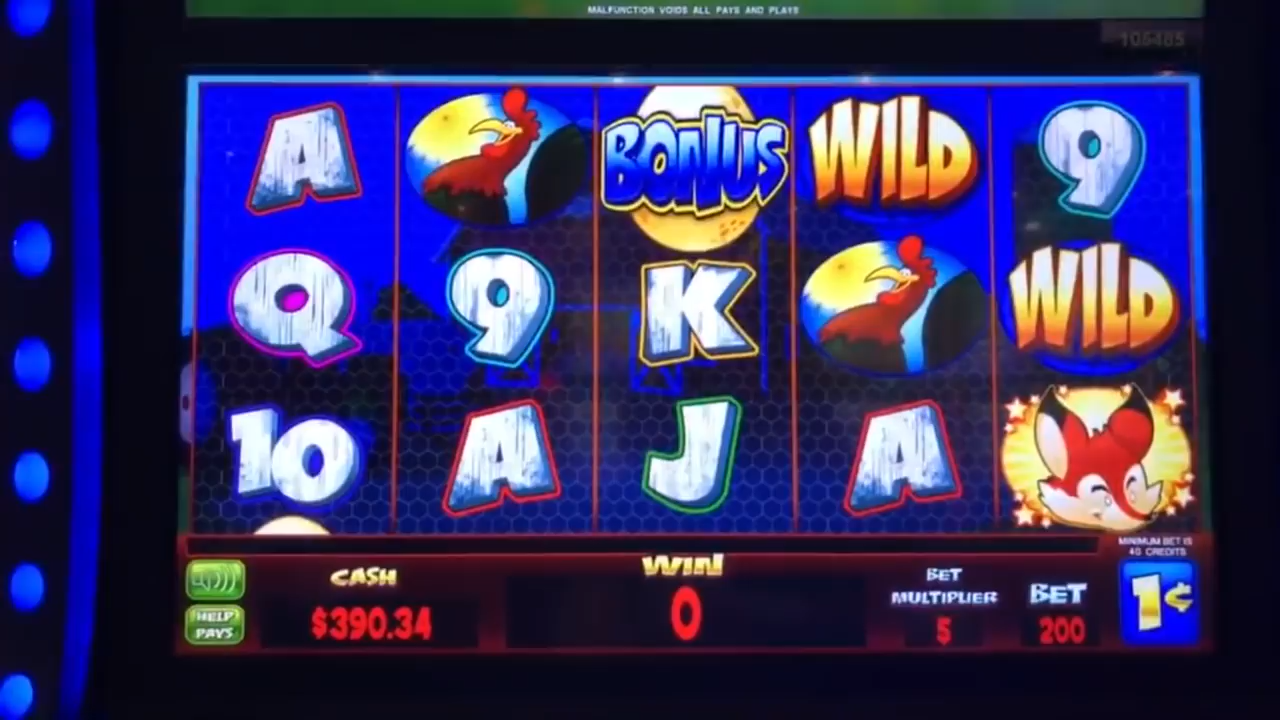 MALFUNCTION VOIDS ALL PAYS AND PLAYS
106485
A BONUS WILD 9
Q 9 K WILD
10 A J A
MINIMUM BET IS
40 CREDITS
CASH WIN BET
MULTIPLIER BET 1¢
HELP
PAYS
$390.34 0 5 200